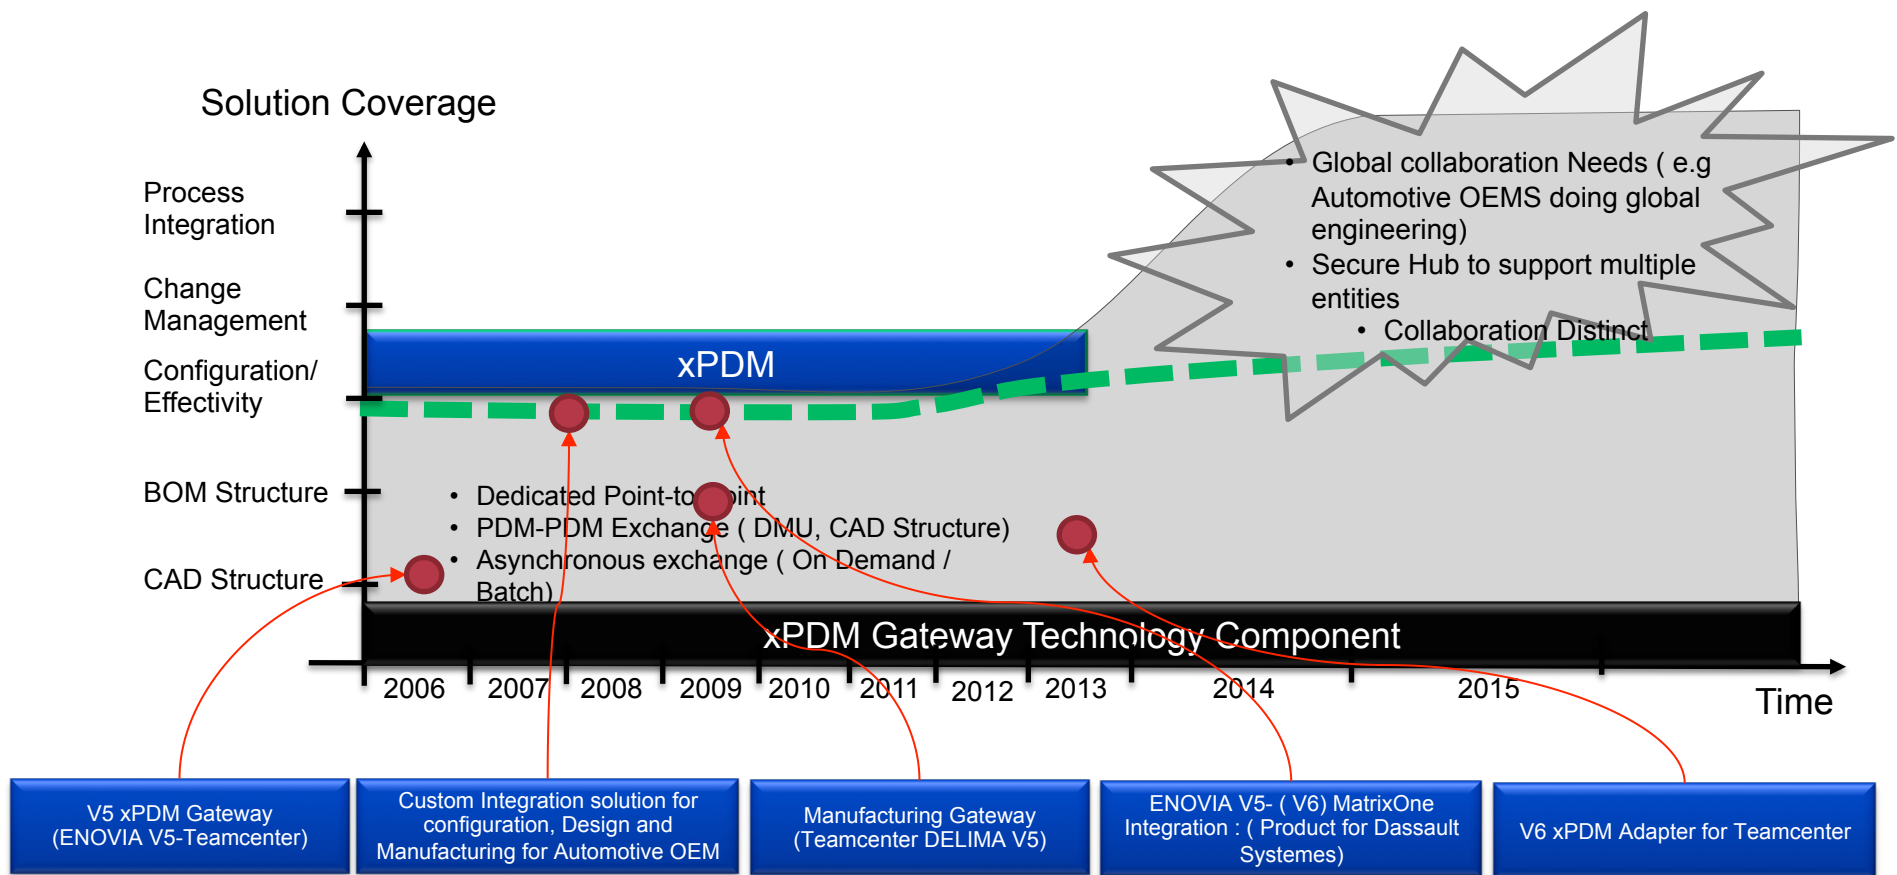 Solution Coverage
Process
Integration
Change
Management
Configuration/
Effectivity
BOM Structure
CAD Structure
• Global collaboration Needs ( e.g
Automotive OEMS doing global
engineering)
• Secure Hub to support multiple
entities
• Collaboration Distinct
xPDM
• Dedicated Point-to-Point
• PDM-PDM Exchange ( DMU, CAD Structure)
• Asynchronous exchange ( On Demand /
Batch)
xPDM Gateway Technology Component
2006 2007 2008 2009 2010 2011 2012 2013 2014 2015
Time
V5 xPDM Gateway
(ENOVIA V5-Teamcenter)
Custom Integration solution for
configuration, Design and
Manufacturing for Automotive OEM
Manufacturing Gateway
(Teamcenter DELIMA V5)
ENOVIA V5- ( V6) MatrixOne
Integration : ( Product for Dassault
Systemes)
V6 xPDM Adapter for Teamcenter